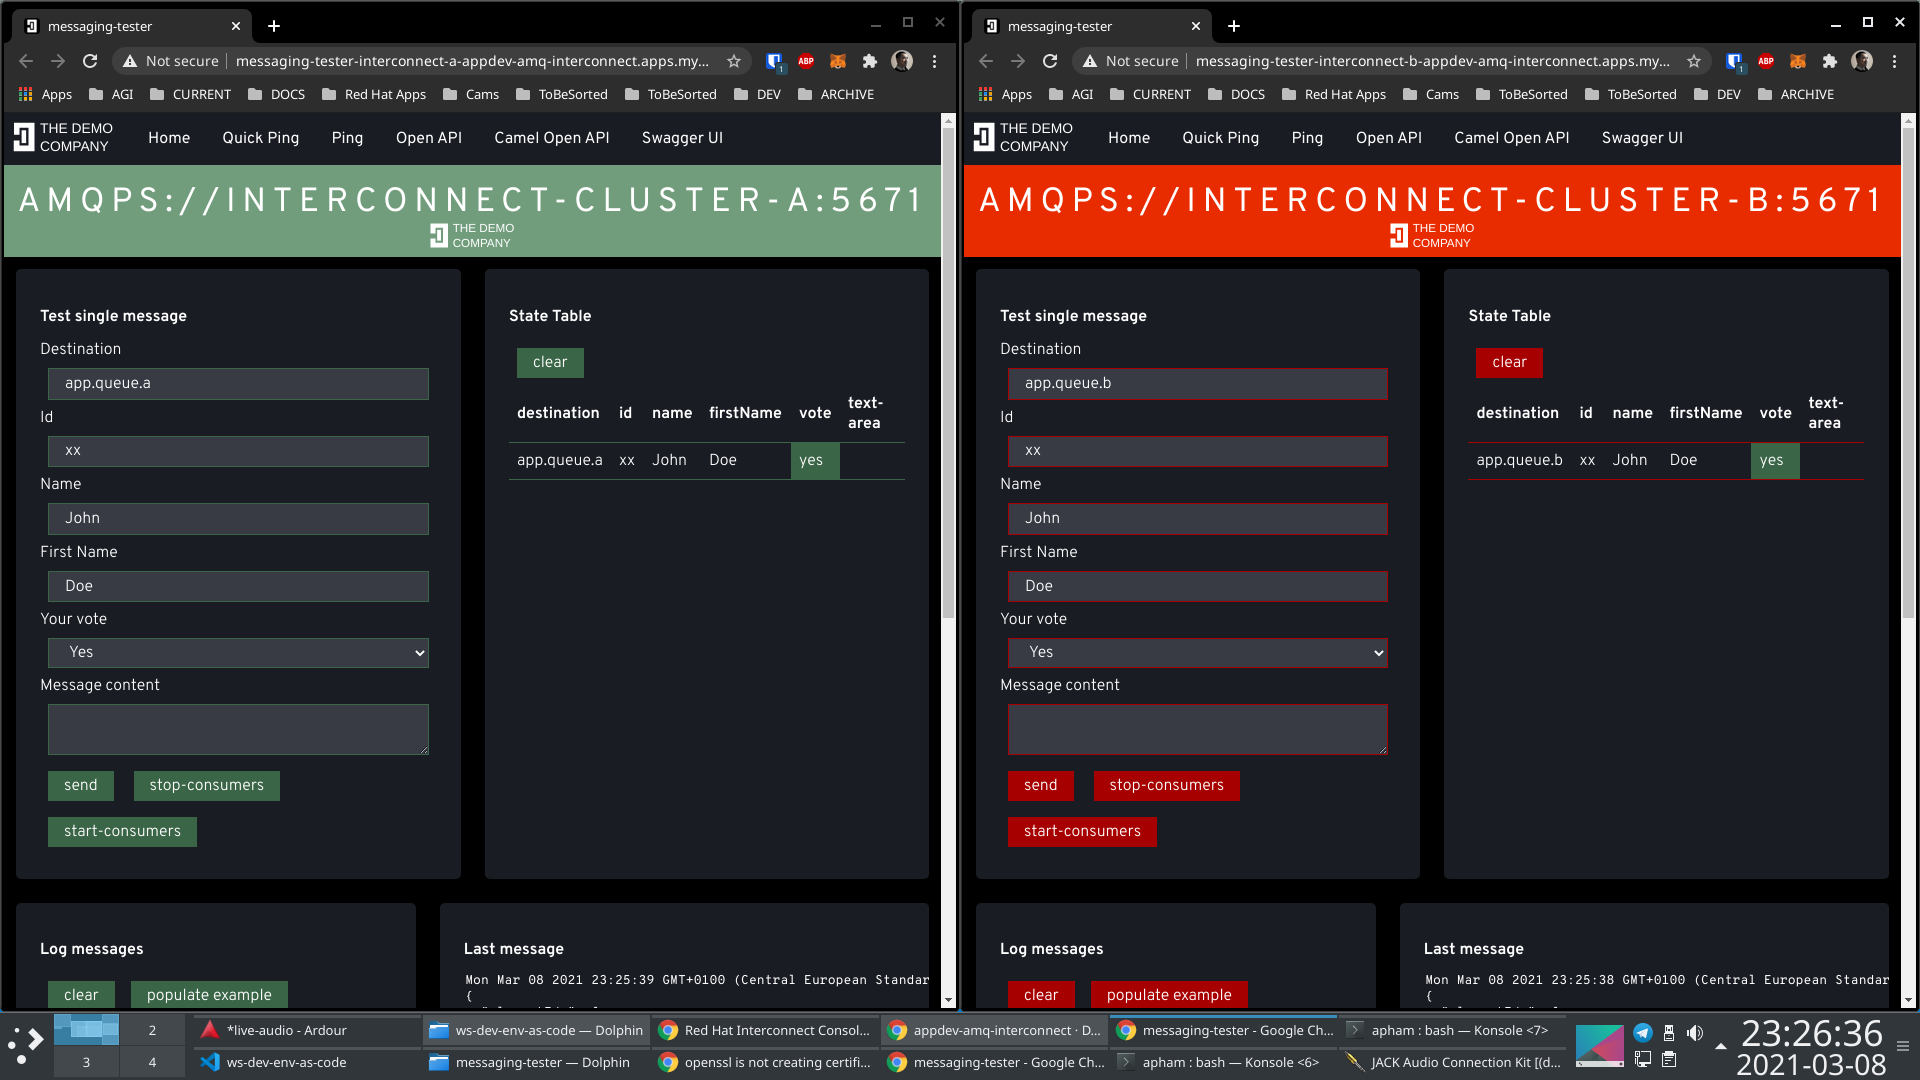 messaging-tester
Not secure messaging-tester-interconnect-a-appdev-amq-interconnect.apps.my...
1
ABP
Apps AGI CURRENT DOCS Red Hat Apps Cams ToBeSorted ToBeSorted DEV ARCHIVE
THE DEMO
COMPANY
Home Quick Ping Ping Open API Camel Open API Swagger UI
AMQPS://INTERCONNECT-CLUSTER-A:5671
THE DEMO
COMPANY
Test single message
Destination
app.queue.a
Id
xx
Name
John
First Name
Doe
Your vote
Yes
Message content
send stop-consumers
start-consumers
State Table
clear
destination id name firstName vote text-
area
app.queue.a xx John Doe yes
Log messages
clear populate example
Last message
Mon Mar 08 2021 23:25:39 GMT+0100 (Central European Standar
{
messaging-tester
Not secure messaging-tester-interconnect-b-appdev-amq-interconnect.apps.my...
1
ABP
Apps AGI CURRENT DOCS Red Hat Apps Cams ToBeSorted ToBeSorted DEV ARCHIVE
THE DEMO
COMPANY
Home Quick Ping Ping Open API Camel Open API Swagger UI
AMQPS://INTERCONNECT-CLUSTER-B:5671
THE DEMO
COMPANY
Test single message
Destination
app.queue.b
Id
xx
Name
John
First Name
Doe
Your vote
Yes
Message content
send stop-consumers
start-consumers
State Table
clear
destination id name firstName vote text-
area
app.queue.b xx John Doe yes
Log messages
clear populate example
Last message
Mon Mar 08 2021 23:25:38 GMT+0100 (Central European Standar
{
2
3 4
*live-audio - Ardour ws-dev-env-as-code — Dolphin Red Hat Interconnect Consol... appdev-amq-interconnect · D... messaging-tester - Google Ch... apham : bash — Konsole <7>
ws-dev-env-as-code messaging-tester — Dolphin openssl is not creating certifi... messaging-tester - Google Ch... apham : bash — Konsole <6> JACK Audio Connection Kit [(d...
23:26:36
2021-03-08